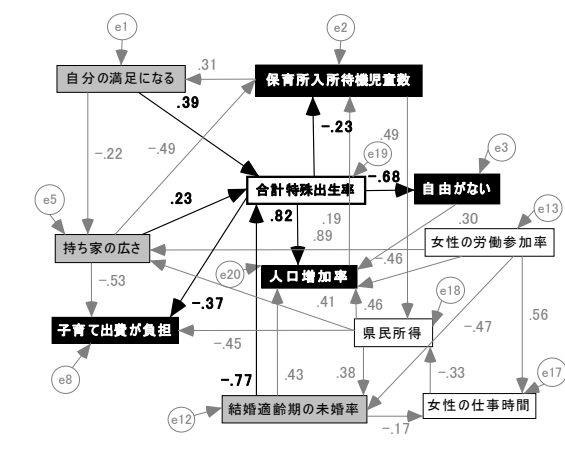 e1
e2
自分の満足になる
.31
保育所入所待機児童数
.39
-.23
.49
-.22
-.49
e19
-.68
e3
合計特殊出生率
自由がない
e5
.23
.82
.19
.89
.30
e13
持ち家の広さ
女性の労働参加率
-.46
e20
人口増加率
-.53
-.37
.41
.46
e18
子育て出費が負担
県民所得
-.47
.56
-.45
e8
-.77
.43
.38
-.33
e17
e12
結婚適齢期の未婚率
女性の仕事時間
-.17